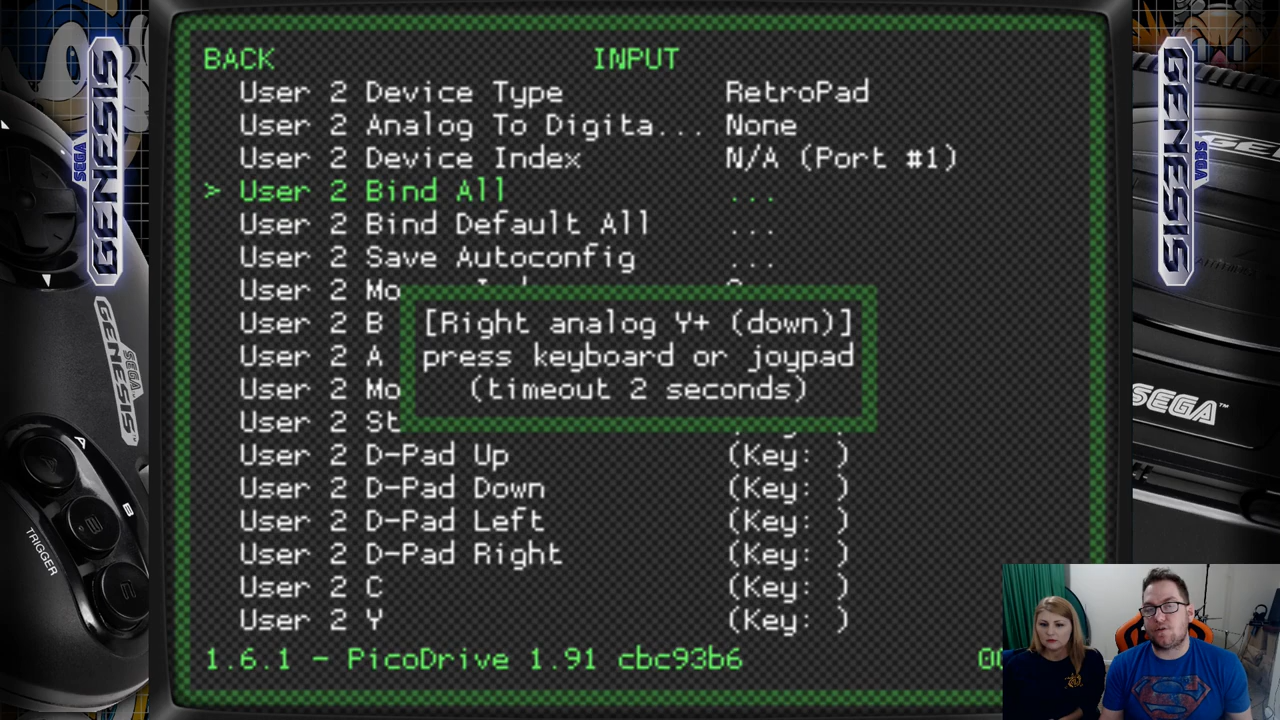 BACK INPUT
User 2 Device Type RetroPad
User 2 Analog To Digita... None
User 2 Device Index N/A (Port #1)
> User 2 Bind All ...
User 2 Bind Default All ...
User 2 Save Autoconfig ...
User 2 Mo
User 2 B
[Right analog Y+ (down)]
User 2 A
press keyboard or joypad
User 2 Mo
(timeout 2 seconds)
User 2 St
User 2 D-Pad Up (Key: )
User 2 D-Pad Down (Key: )
User 2 D-Pad Left (Key: )
User 2 D-Pad Right (Key: )
User 2 C (Key: )
User 2 Y (Key: )
1.6.1 - PicoDrive 1.91 cbc93b6 00
SEGA GENESIS
GENESIS SEGA
TRIGGER
A
B
SEGA GENESIS
SEGA™